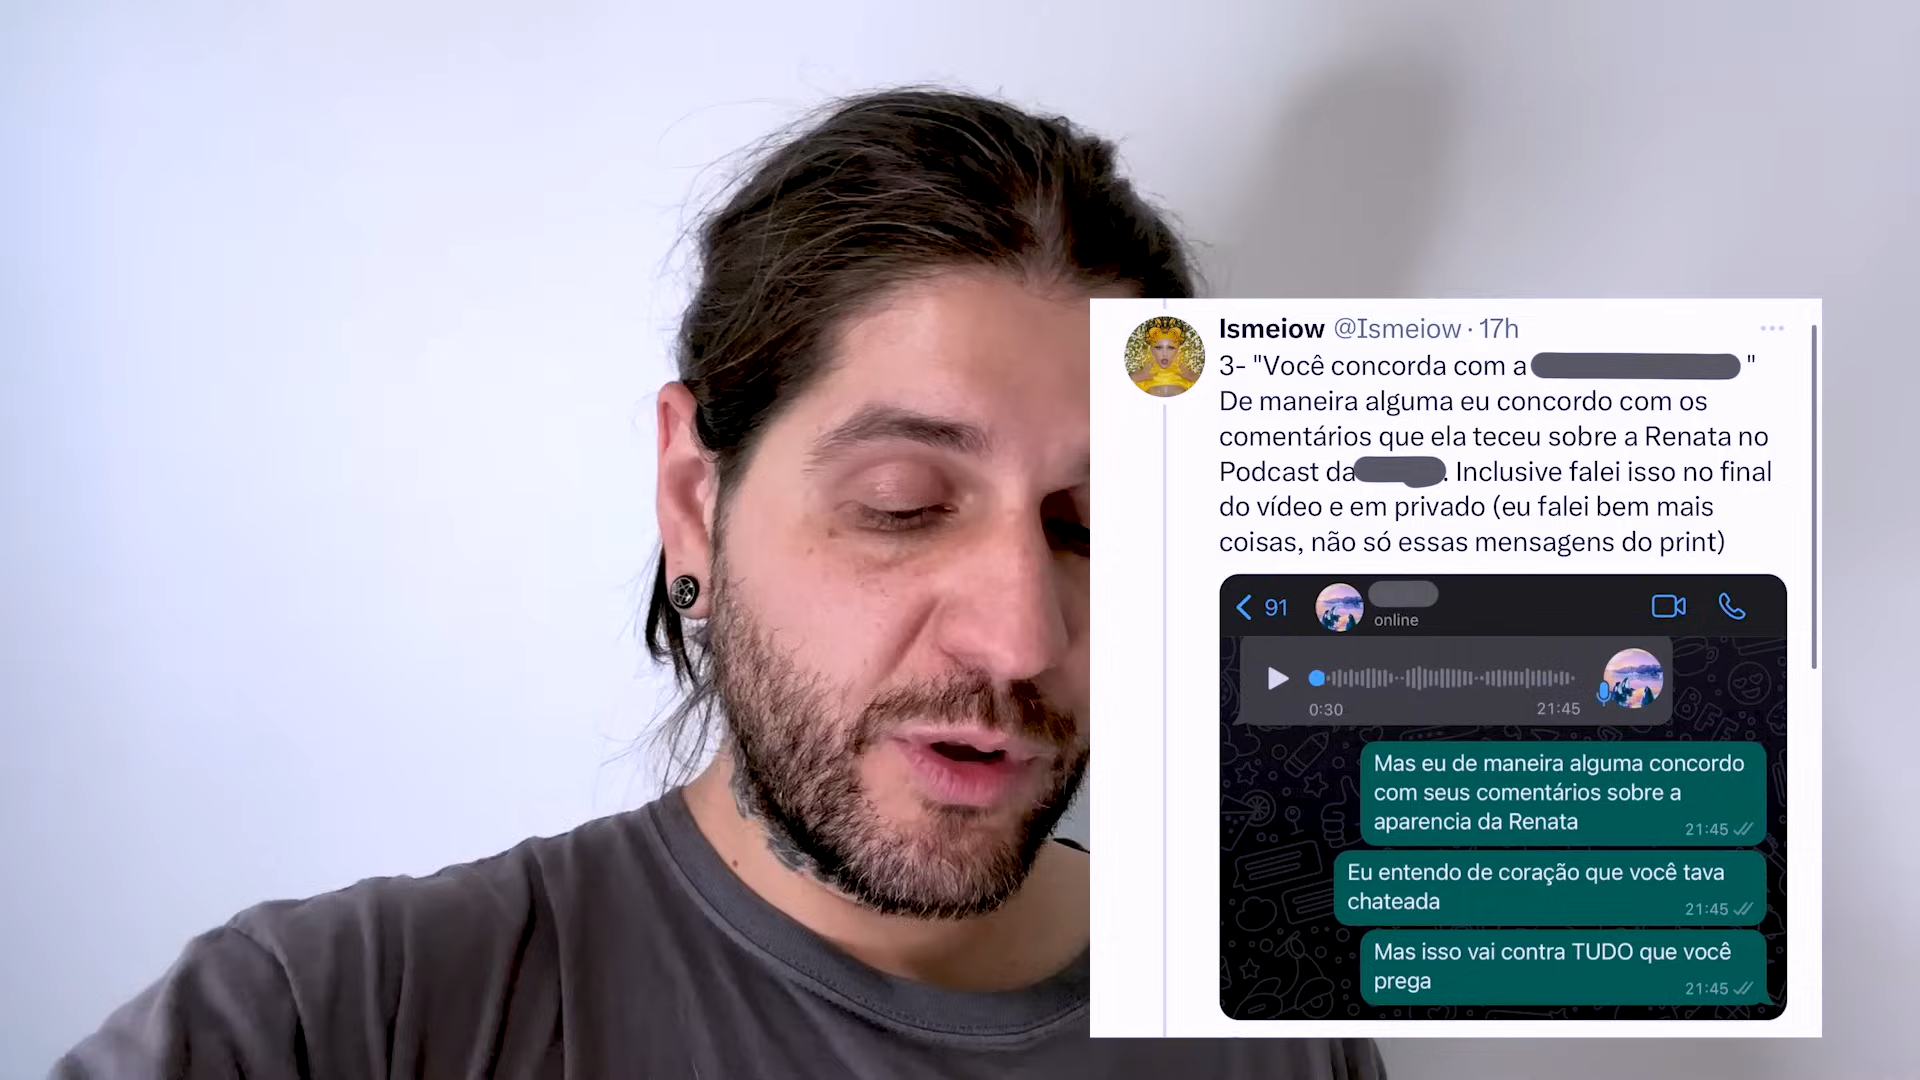 Ismeiow @Ismeiow · 17h
3- "Você concorda com a "
De maneira alguma eu concordo com os
comentários que ela teceu sobre a Renata no
Podcast da . Inclusive falei isso no final
do vídeo e em privado (eu falei bem mais
coisas, não só essas mensagens do print)
91
online
0:30 21:45
Mas eu de maneira alguma concordo
com seus comentários sobre a
aparencia da Renata
21:45
Eu entendo de coração que você tava
chateada
21:45
Mas isso vai contra TUDO que você
prega
21:45